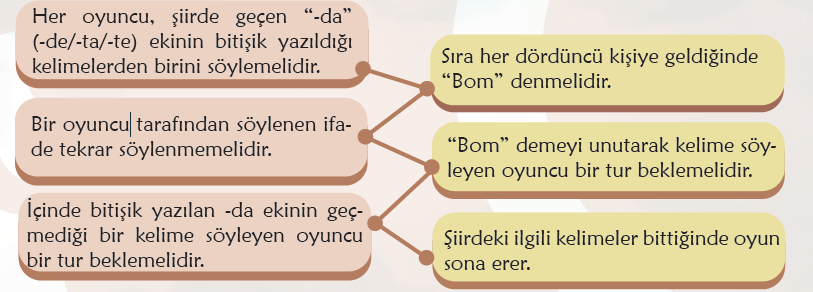 Her oyuncu, şiirde geçen “-da”
(-de/-ta/-te) ekinin bitişik yazıldığı
kelimelerden birini söylemelidir.
Sıra her dördüncü kişiye geldiğinde
“Bom” denmelidir.
Bir oyuncu tarafından söylenen ifa-
de tekrar söylenmemelidir.
“Bom” demeyi unutarak kelime söy-
leyen oyuncu bir tur beklemelidir.
İçinde bitişik yazılan -da ekinin geç-
mediği bir kelime söyleyen oyuncu
bir tur beklemelidir.
Şiirdeki ilgili kelimeler bittiğinde oyun
sona erer.